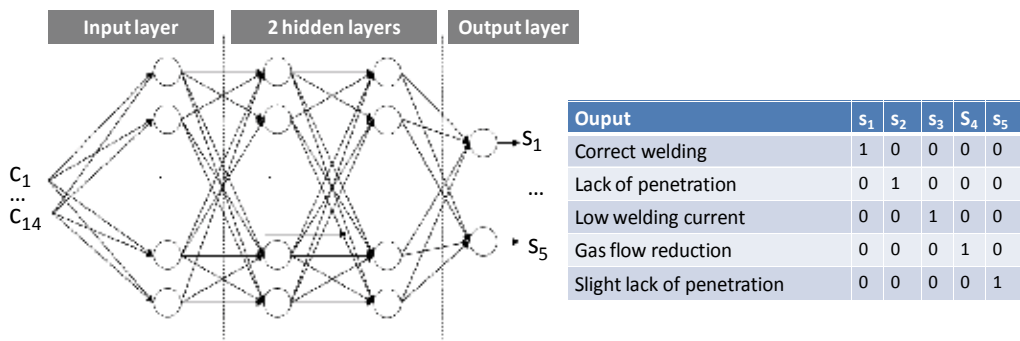 Input layer
2 hidden layers
Output layer
C1
...
C14
S1
...
S5
Ouput s1 s2 s3 S4 s5
Correct welding 1 0 0 0 0
Lack of penetration 0 1 0 0 0
Low welding current 0 0 1 0 0
Gas flow reduction 0 0 0 1 0
Slight lack of penetration 0 0 0 0 1